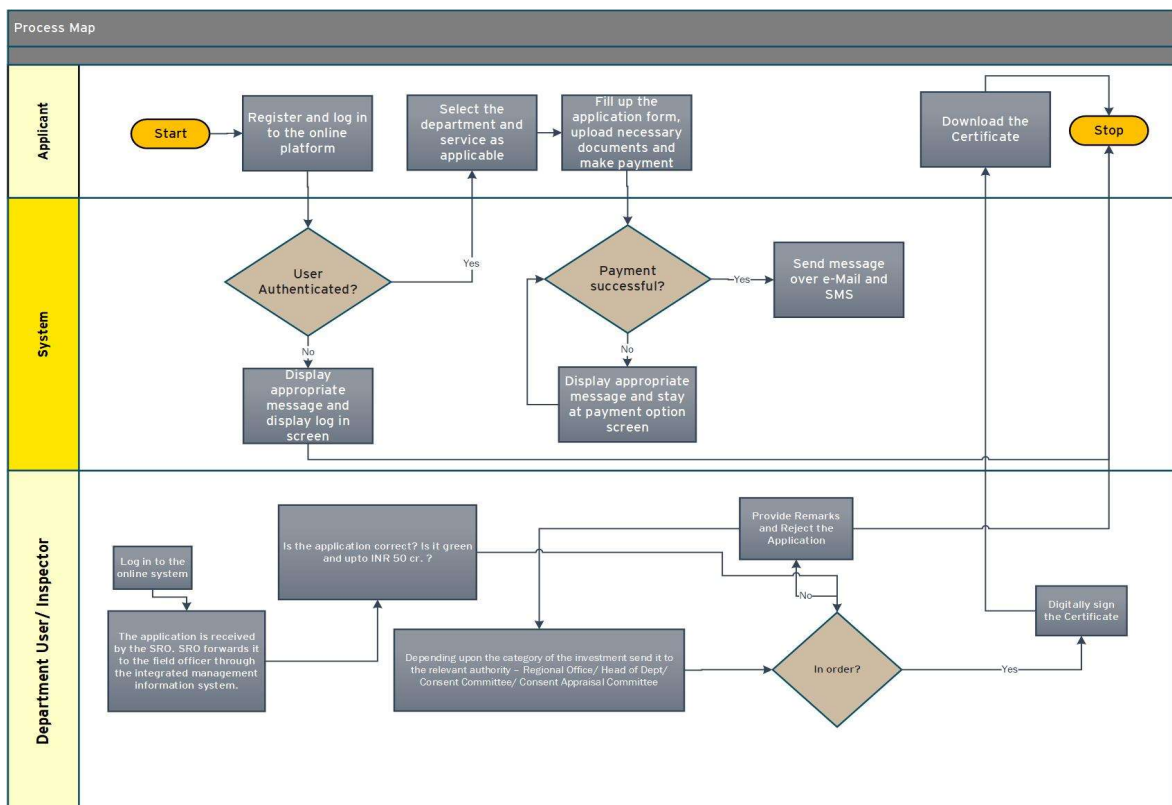 Process Map
Applicant
Start
Register and log in
to the online
platform
Select the
department and
service as
applicable
Fill up the
application form,
upload necessary
documents and
make payment
Download the
Certificate
Stop
System
User
Authenticated?
Yes
No
Display
appropriate
message and
display log in
screen
Payment
successful?
Yes
No
Display appropriate
message and stay
at payment option
screen
Send message
over e-Mail and
SMS
Department User/ Inspector
Log in to the
online system
The application is received
by the SRO. SRO forwards it
to the field officer through
the integrated management
information system.
Is the application correct? Is it green
and upto INR 50 cr. ?
Provide Remarks
and Reject the
Application
No
Depending upon the category of the investment send it to
the relevant authority – Regional Office/ Head of Dept/
Consent Committee/ Consent Appraisal Committee
In order?
Yes
Digitally sign
the Certificate